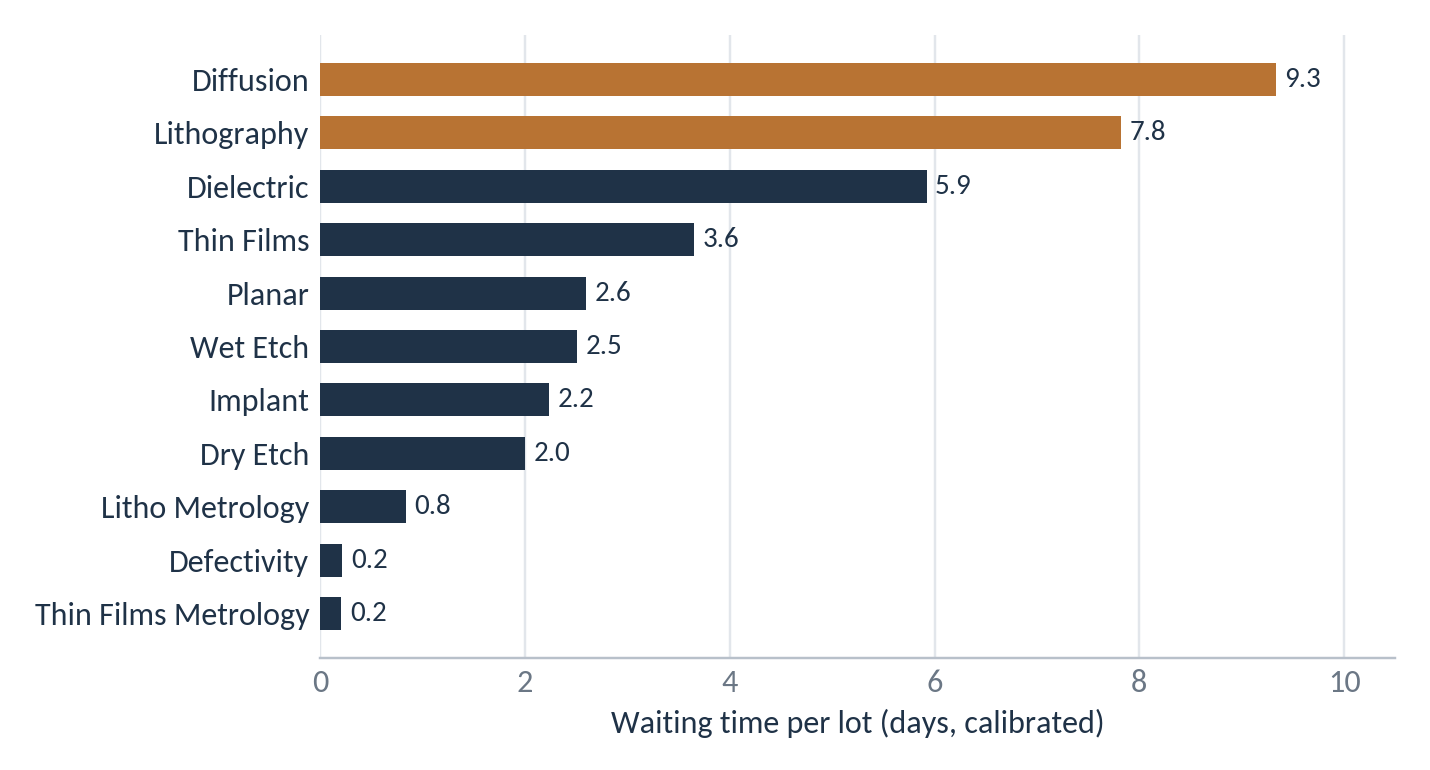 Diffusion 9.3
Lithography 7.8
Dielectric 5.9
Thin Films 3.6
Planar 2.6
Wet Etch 2.5
Implant 2.2
Dry Etch 2.0
Litho Metrology 0.8
Defectivity 0.2
Thin Films Metrology 0.2
0 2 4 6 8 10
Waiting time per lot (days, calibrated)